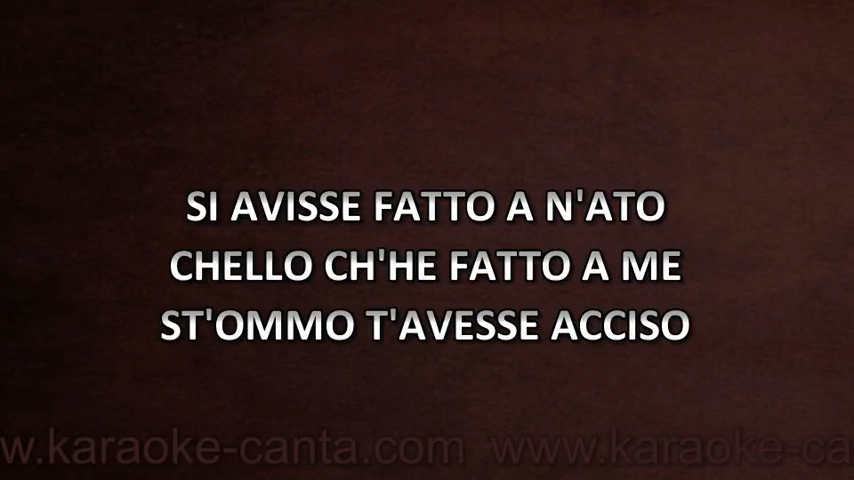 SI AVISSE FATTO A N'ATO
CHELLO CH'HE FATTO A ME
ST'OMMO T'AVESSE ACCISO
w.karaoke-canta.com www.karaoke-ca